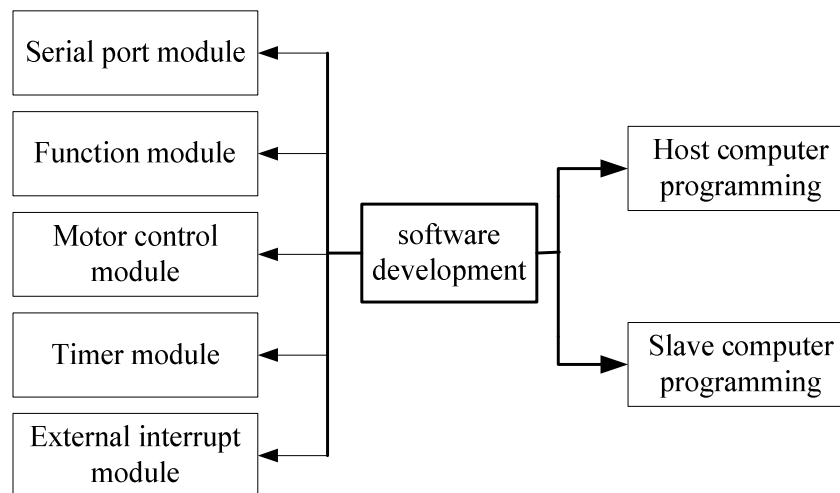 Serial port module
Function module
Motor control
module
Timer module
External interrupt
module
software
development
Host computer
programming
Slave computer
programming